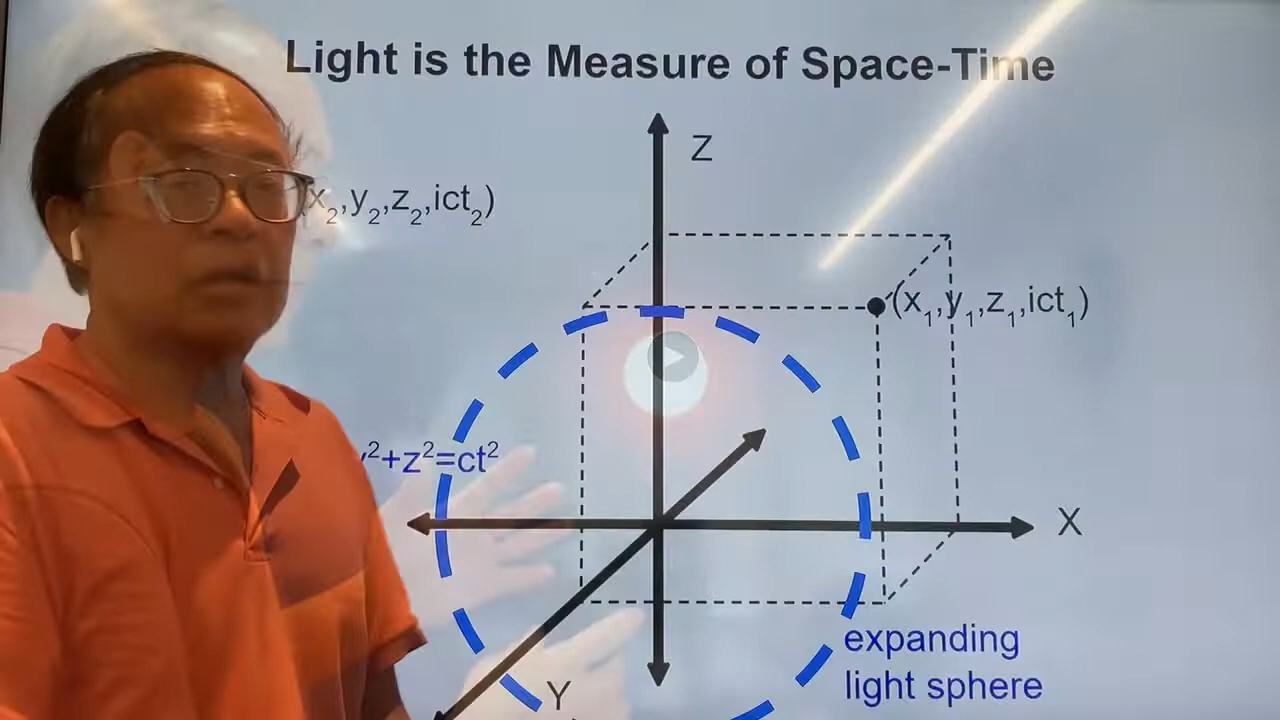 Light is the Measure of Space-Time
Z
x₂,y₂,z₂,ict₂)
(x₁,y₁,z₁,ict₁)
²+z²=ct²
X
expanding
light sphere
Y